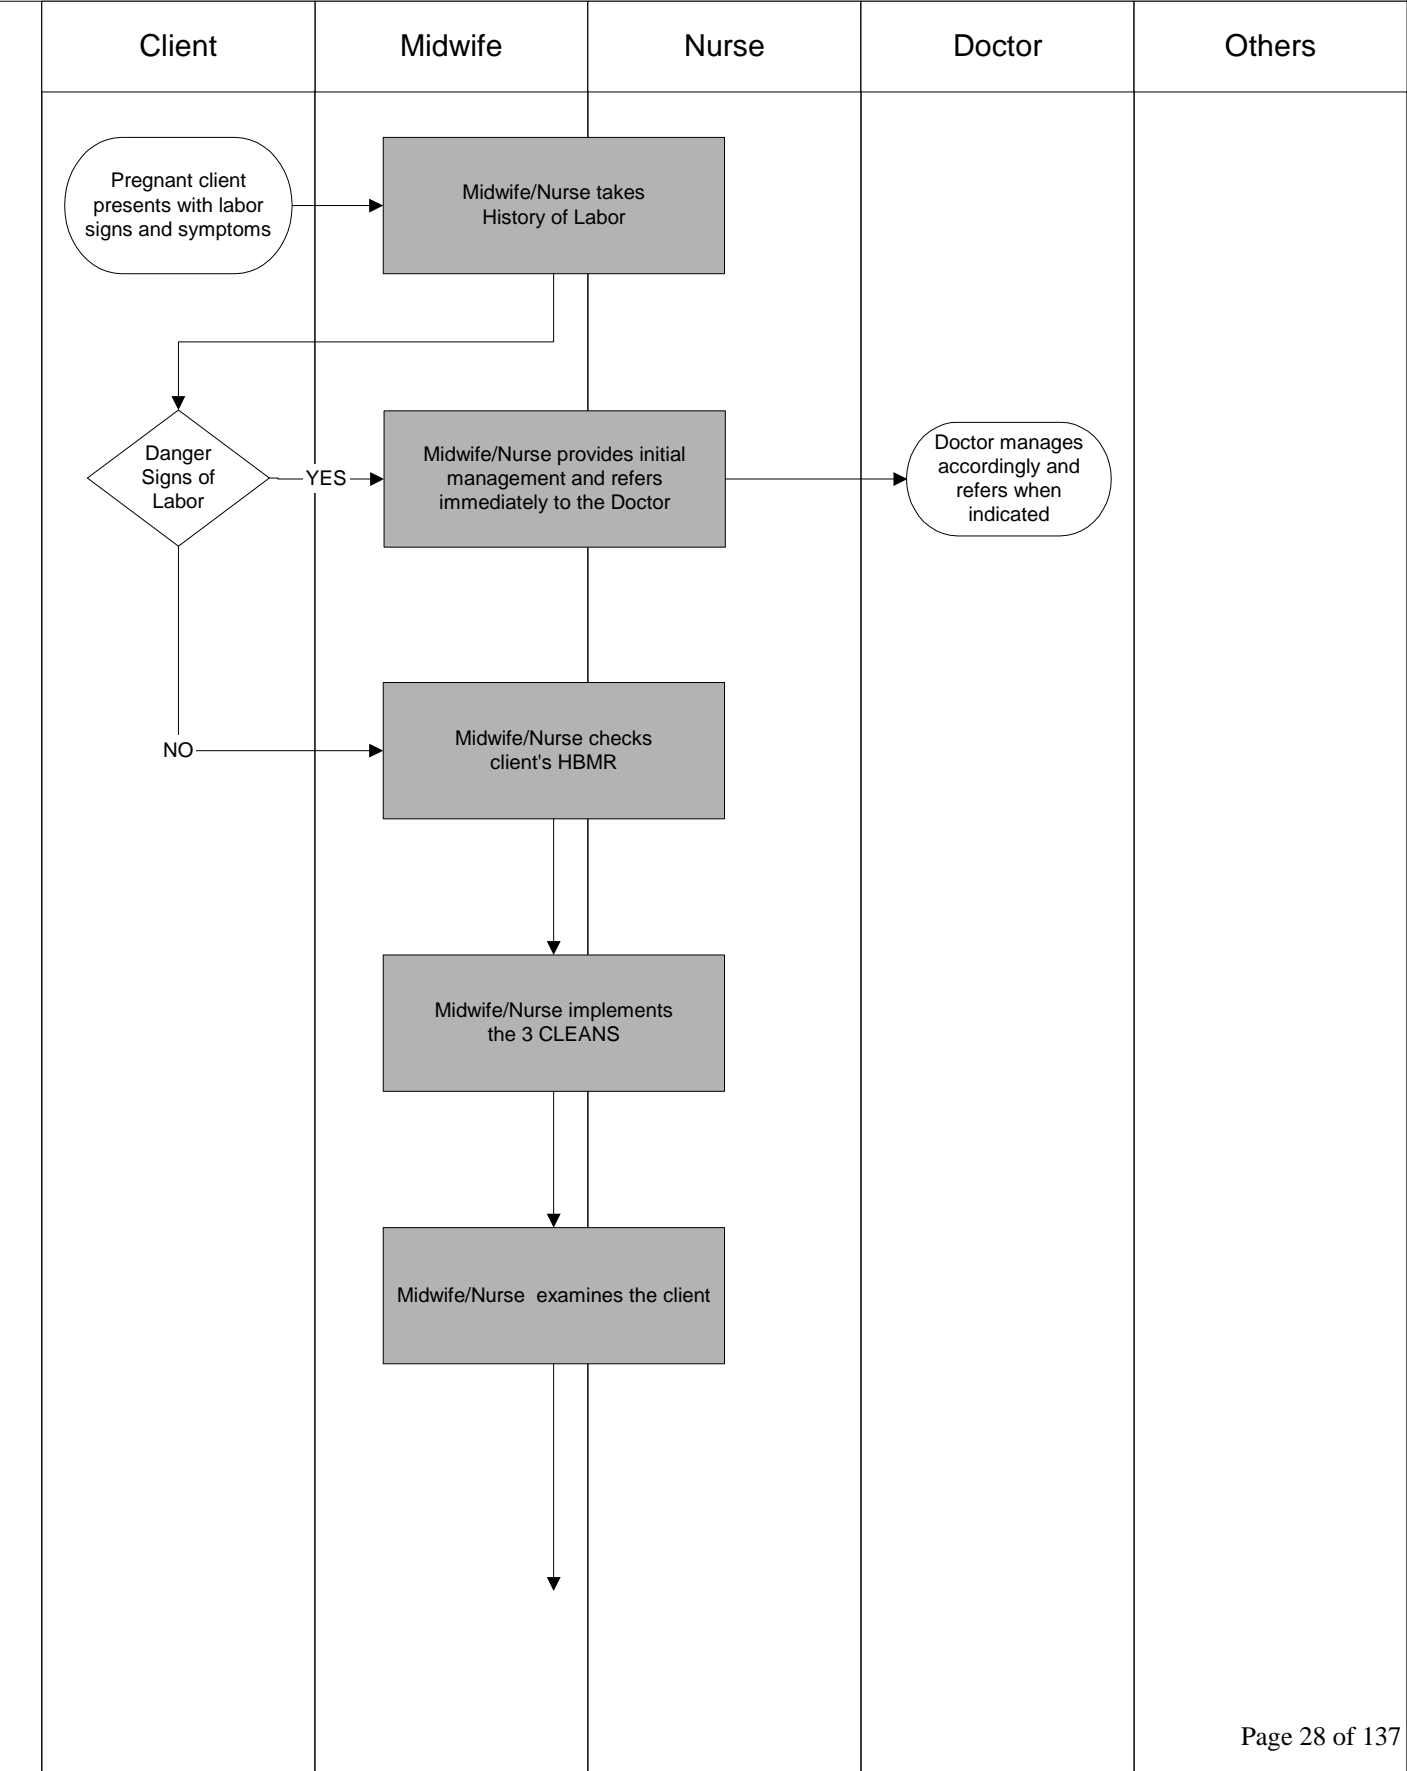 Client
Midwife
Nurse
Doctor
Others
Pregnant client
presents with labor
signs and symptoms
Midwife/Nurse takes
History of Labor
Danger
Signs of
Labor
YES
Midwife/Nurse provides initial
management and refers
immediately to the Doctor
Doctor manages
accordingly and
refers when
indicated
NO
Midwife/Nurse checks
client's HBMR
Midwife/Nurse implements
the 3 CLEANS
Midwife/Nurse  examines the client
Page 28 of 137